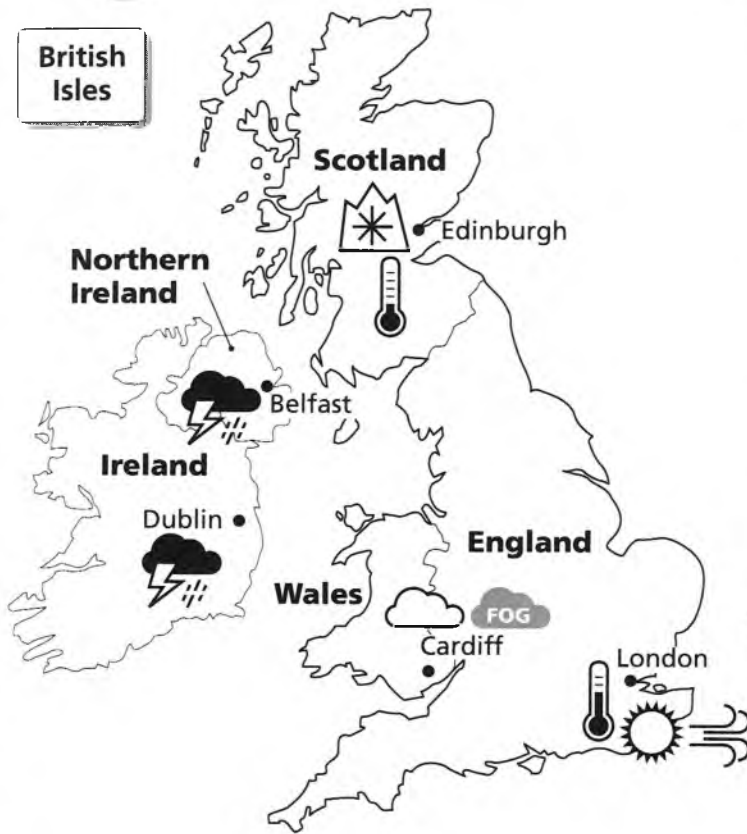 British
Isles
Scotland
Edinburgh
Northern
Ireland
Belfast
Ireland
Dublin
England
Wales
FOG
Cardiff
London